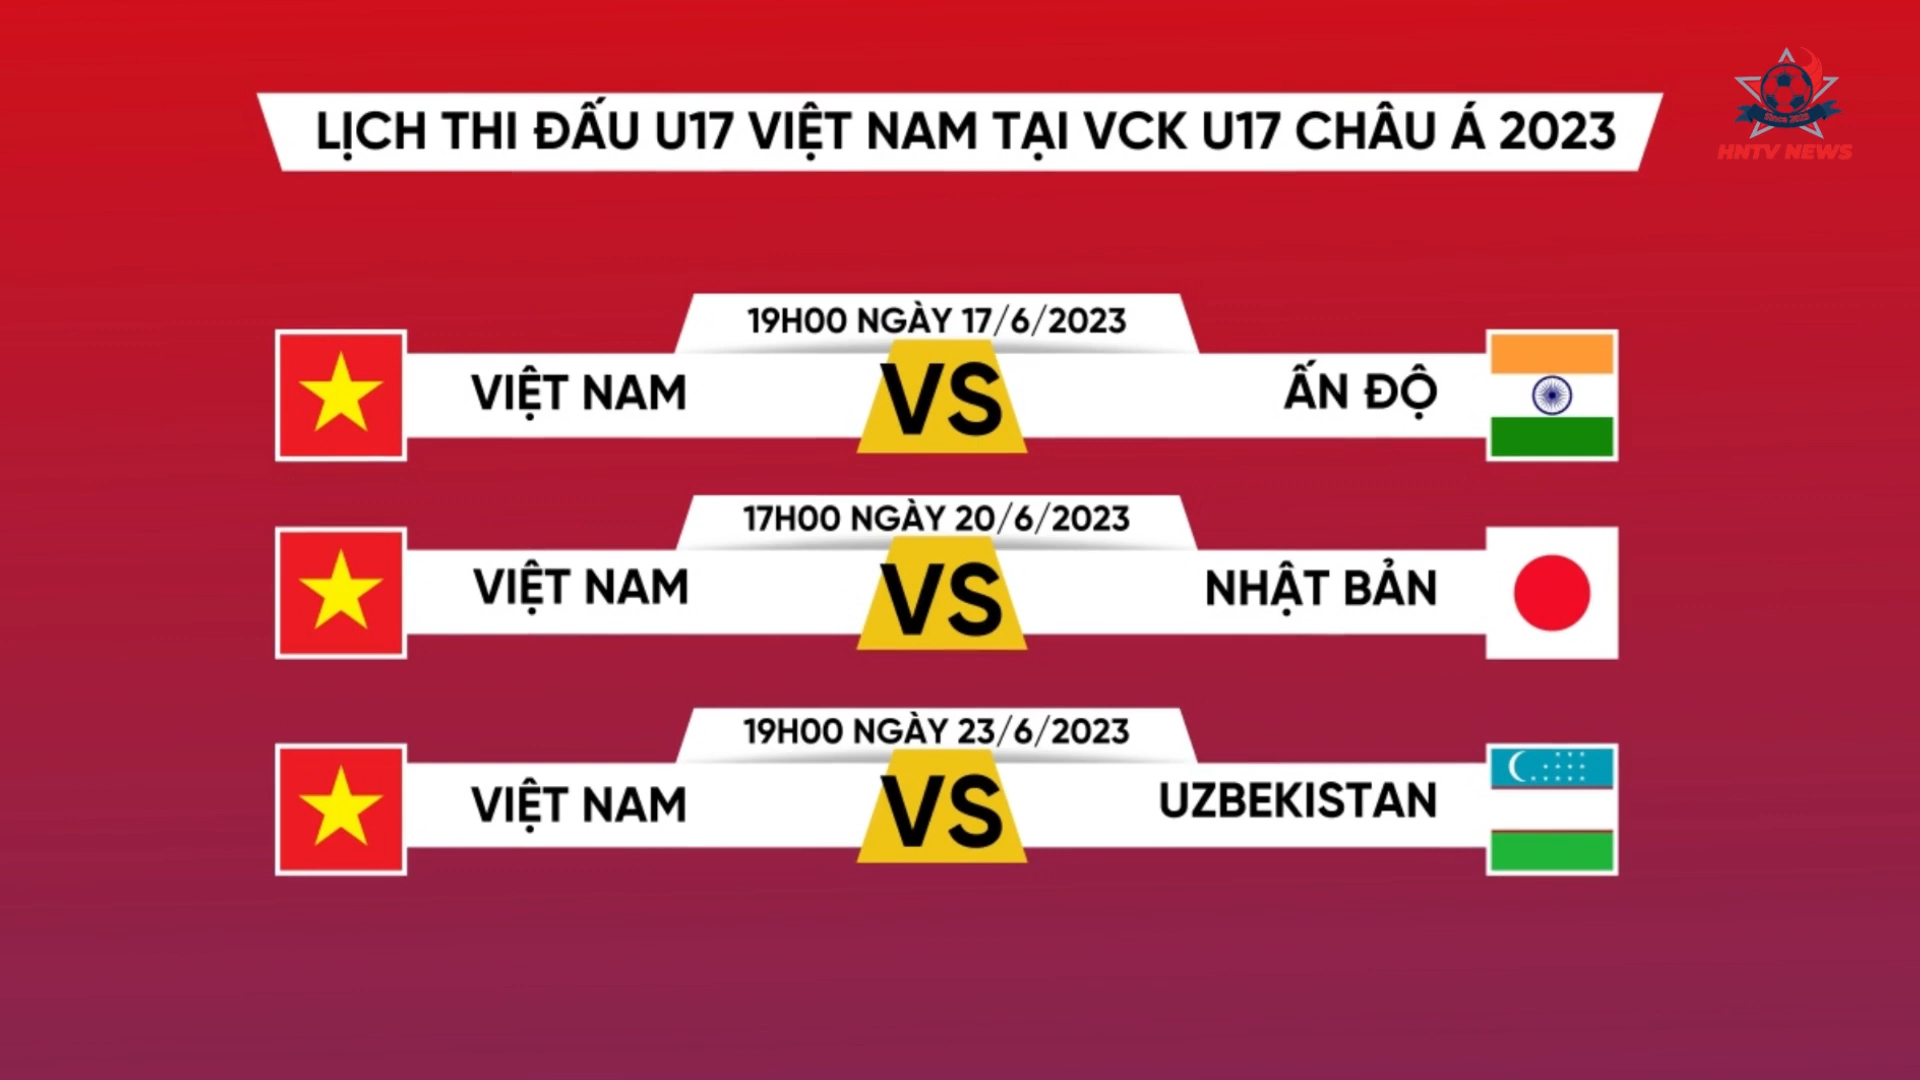 LỊCH THI ĐẤU U17 VIỆT NAM TẠI VCK U17 CHÂU Á 2023
Since 2023
HNTV NEWS
19H00 NGÀY 17/6/2023
VIỆT NAM VS ẤN ĐỘ
17H00 NGÀY 20/6/2023
VIỆT NAM VS NHẬT BẢN
19H00 NGÀY 23/6/2023
VIỆT NAM VS UZBEKISTAN